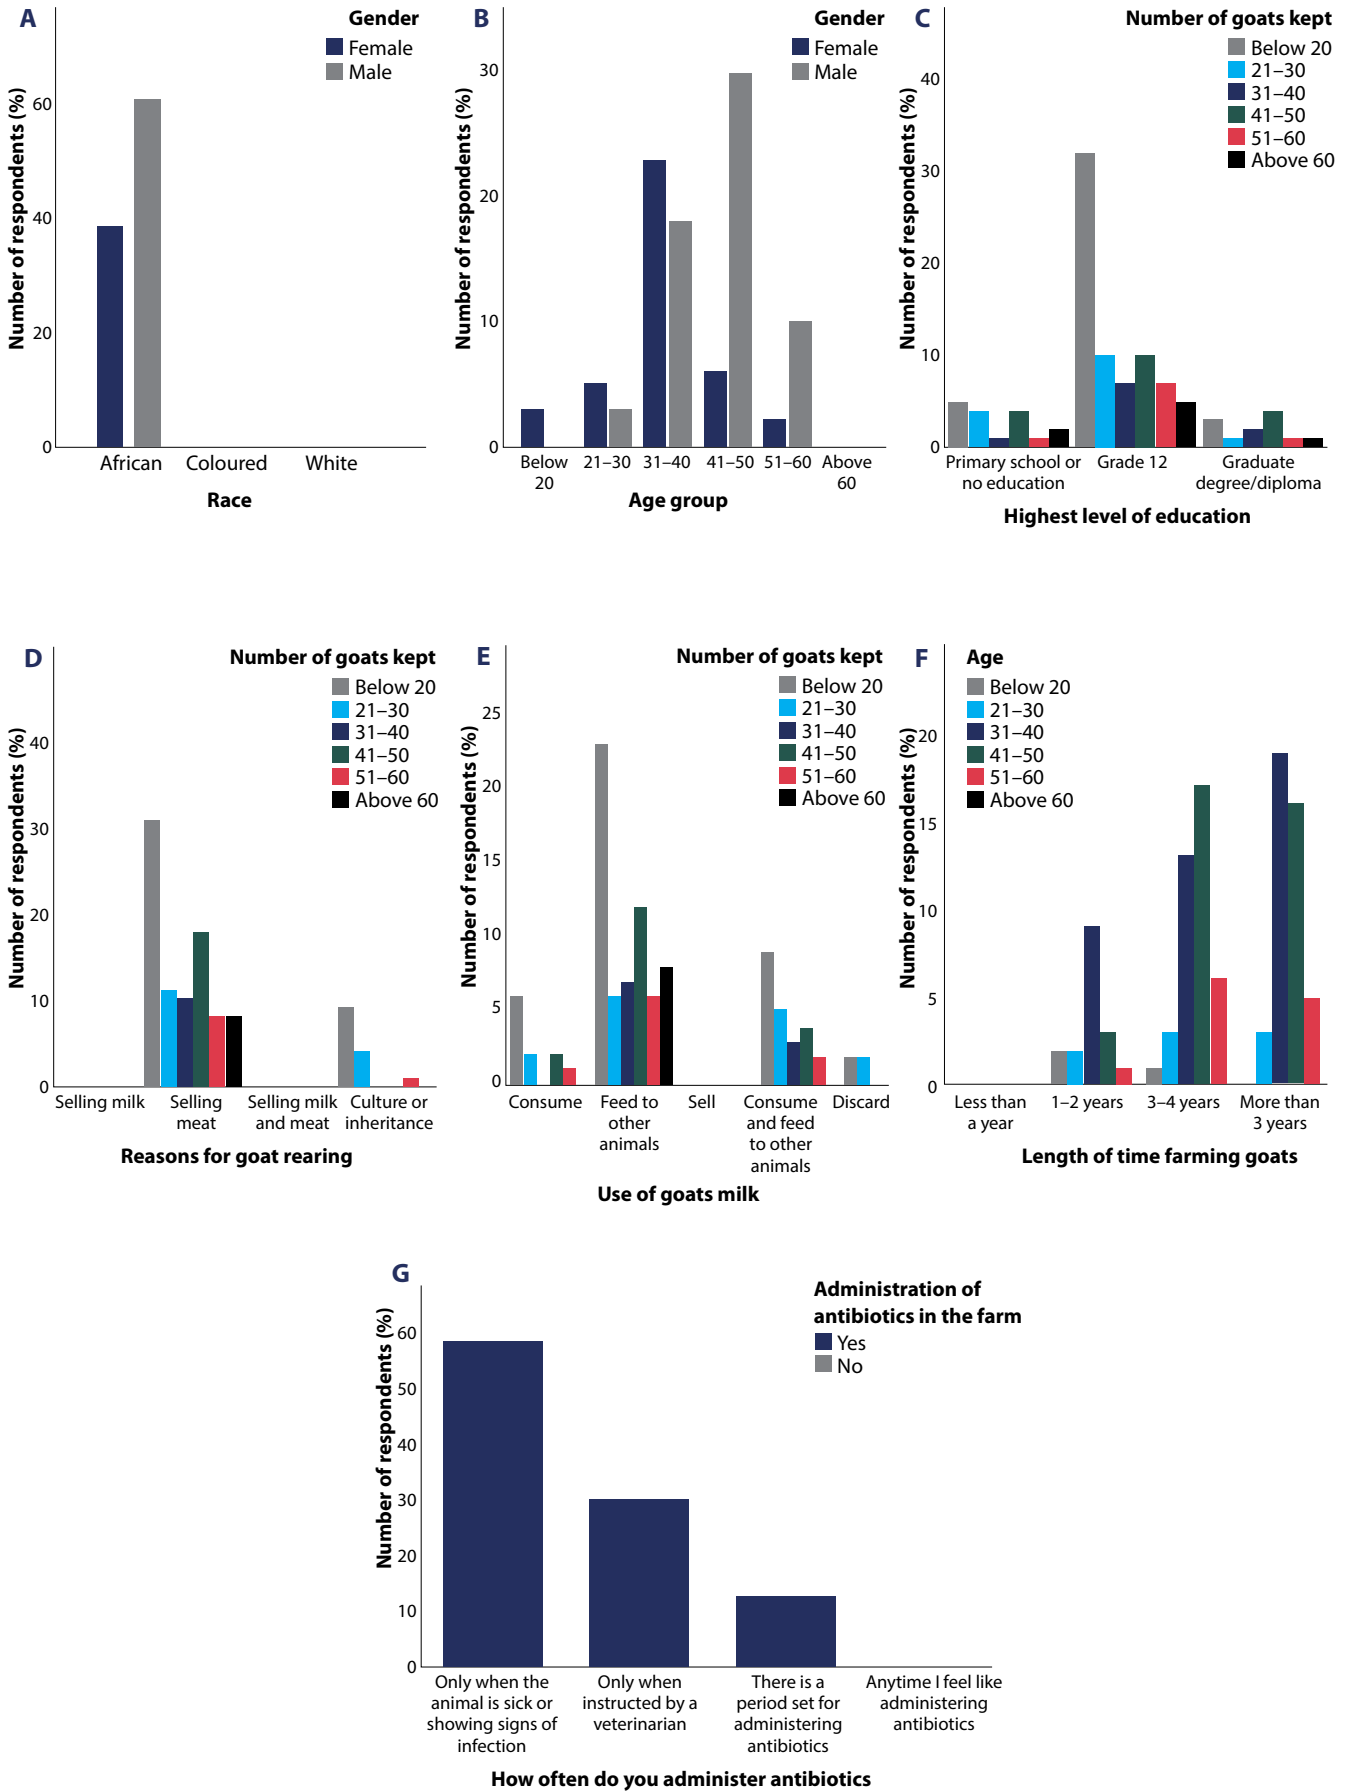 A
Gender
Female
Male
Number of respondents (%)
60
40
20
0
African
Coloured
White
Race
B
Gender
Female
Male
Number of respondents (%)
30
20
10
0
Below
20
21–30
31–40
41–50
51–60
Above
60
Age group
C
Number of goats kept
Below 20
21–30
31–40
41–50
51–60
Above 60
Number of respondents (%)
40
30
20
10
0
Primary school or
no education
Grade 12
Graduate
degree/diploma
Highest level of education
D
Number of goats kept
Below 20
21–30
31–40
41–50
51–60
Above 60
Number of respondents (%)
40
30
20
10
0
Selling milk
Selling
meat
Selling milk
and meat
Culture or
inheritance
Reasons for goat rearing
E
Number of goats kept
Below 20
21–30
31–40
41–50
51–60
Above 60
Number of respondents (%)
25
20
15
10
5
0
Consume
Feed to
other
animals
Sell
Consume
and feed
to other
animals
Discard
Use of goats milk
F
Age
Below 20
21–30
31–40
41–50
51–60
Above 60
Number of respondents (%)
20
15
10
5
0
Less than
a year
1–2 years
3–4 years
More than
3 years
Length of time farming goats
G
Administration of
antibiotics in the farm
Yes
No
Number of respondents (%)
60
50
40
30
20
10
0
Only when the
animal is sick or
showing signs of
infection
Only when
instructed by a
veterinarian
There is a
period set for
administering
antibiotics
Anytime I feel like
administering
antibiotics
How often do you administer antibiotics